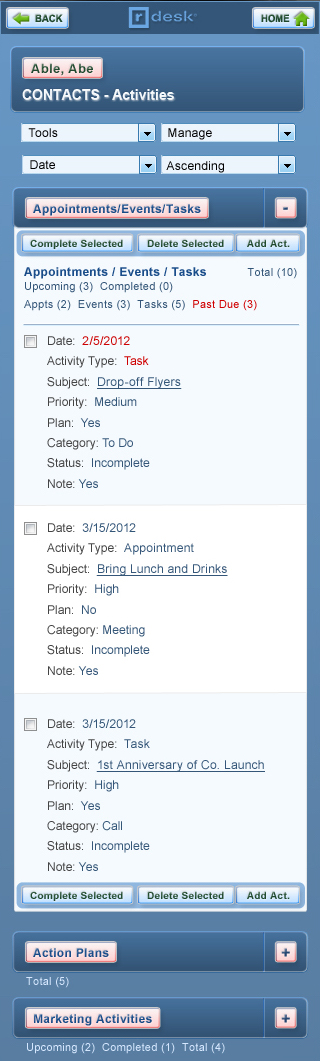 BACK
r desk
HOME
Able, Abe
CONTACTS - Activities
Tools
Manage
Date
Ascending
Appointments/Events/Tasks
-
Complete Selected
Delete Selected
Add Act.
Appointments / Events / Tasks
Total (10)
Upcoming (3) Completed (0)
Appts (2) Events (3) Tasks (5) Past Due (3)
Date: 2/5/2012
Activity Type: Task
Subject: Drop-off Flyers
Priority: Medium
Plan: Yes
Category: To Do
Status: Incomplete
Note: Yes
Date: 3/15/2012
Activity Type: Appointment
Subject: Bring Lunch and Drinks
Priority: High
Plan: No
Category: Meeting
Status: Incomplete
Note: Yes
Date: 3/15/2012
Activity Type: Task
Subject: 1st Anniversary of Co. Launch
Priority: High
Plan: Yes
Category: Call
Status: Incomplete
Note: Yes
Complete Selected
Delete Selected
Add Act.
Action Plans
+
Total (5)
Marketing Activities
+
Upcoming (2) Completed (1) Total (4)